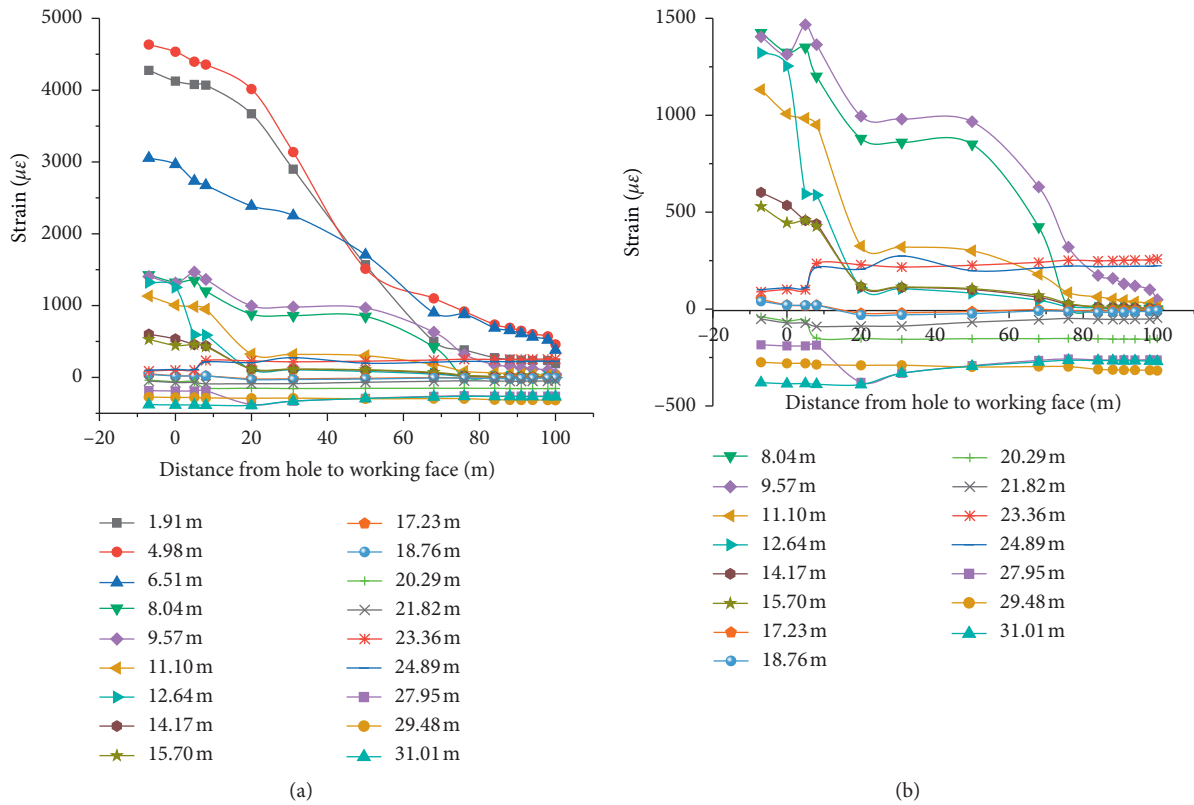 5000
4000
3000
2000
1000
0
Strain (με)
−20
0
20
40
60
80
100
Distance from hole to working face (m)
1.91 m
4.98 m
6.51 m
8.04 m
9.57 m
11.10 m
12.64 m
14.17 m
15.70 m
17.23 m
18.76 m
20.29 m
21.82 m
23.36 m
24.89 m
27.95 m
29.48 m
31.01 m
(a)
1500
1000
500
0
−500
Strain (με)
−20
0
20
40
60
80
100
Distance from hole to working face (m)
8.04 m
9.57 m
11.10 m
12.64 m
14.17 m
15.70 m
17.23 m
18.76 m
20.29 m
21.82 m
23.36 m
24.89 m
27.95 m
29.48 m
31.01 m
(b)